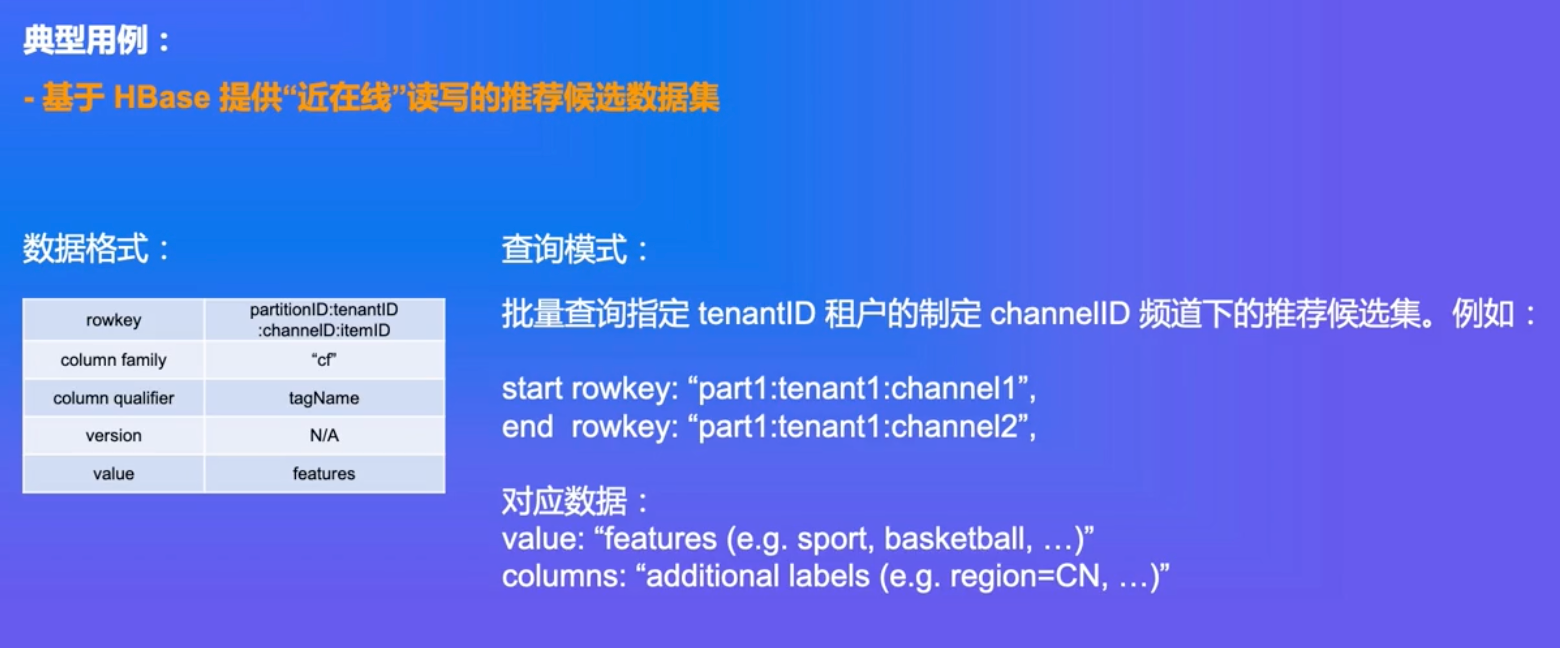 典型用例：
- 基于 HBase 提供“近在线”读写的推荐候选数据集
数据格式：
rowkey
partitionID:tenantID
:channelID:itemID
column family
“cf”
column qualifier
tagName
version
N/A
value
features
查询模式：
批量查询指定 tenantID 租户的制定 channelID 频道下的推荐候选集。例如：
start rowkey: “part1:tenant1:channel1”,
end rowkey: “part1:tenant1:channel2”,
对应数据：
value: “features (e.g. sport, basketball, …)”
columns: “additional labels (e.g. region=CN, …)”